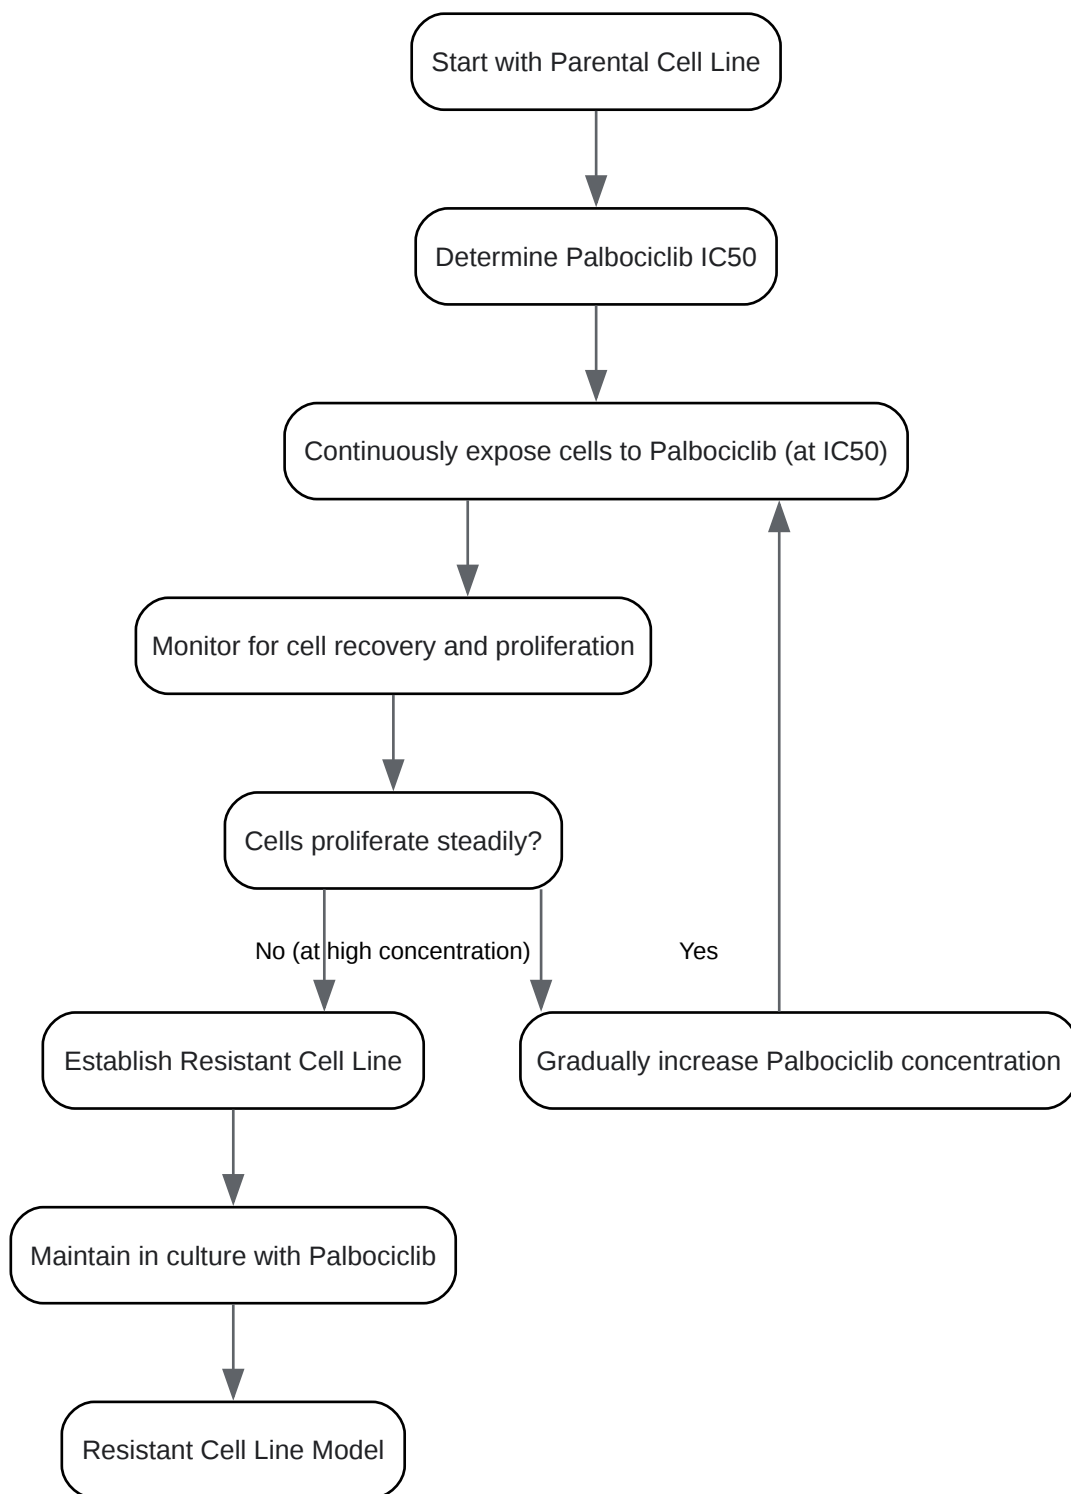 Start with Parental Cell Line
Determine Palbociclib IC50
Continuously expose cells to Palbociclib (at IC50)
Monitor for cell recovery and proliferation
Cells proliferate steadily?
No (at high concentration)
Yes
Establish Resistant Cell Line
Gradually increase Palbociclib concentration
Maintain in culture with Palbociclib
Resistant Cell Line Model